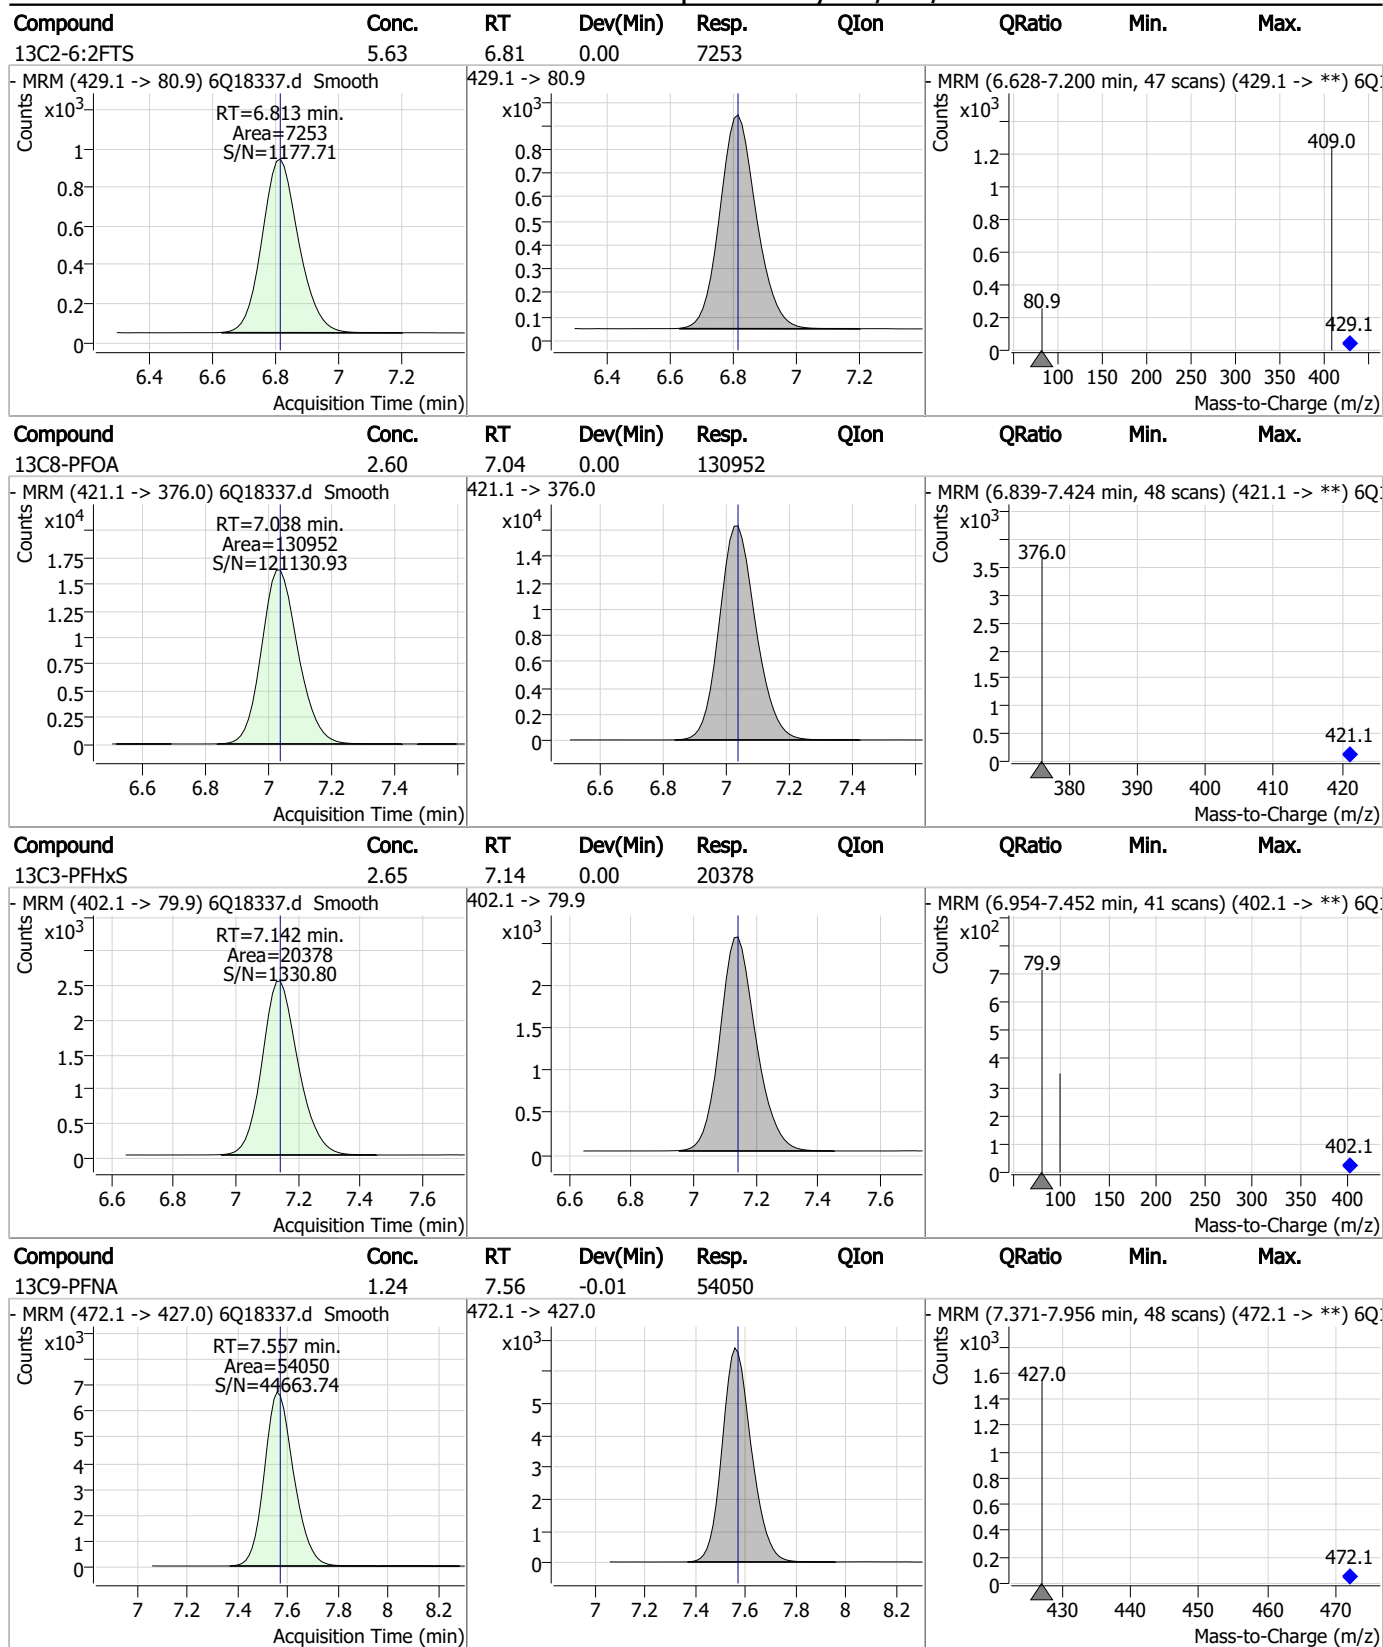 Compound Conc. RT Dev(Min) Resp. QIon QRatio Min. Max.
13C2-6:2FTS 5.63 6.81 0.00 7253
- MRM (429.1 -> 80.9) 6Q18337.d Smooth
Counts
x103
RT=6.813 min.
Area=7253
S/N=1177.71
1
0.8
0.6
0.4
0.2
0
6.4 6.6 6.8 7 7.2
Acquisition Time (min)
429.1 -> 80.9
x103
0.8
0.7
0.6
0.5
0.4
0.3
0.2
0.1
0
6.4 6.6 6.8 7 7.2
- MRM (6.628-7.200 min, 47 scans) (429.1 -> **) 6Q
Counts
x103
409.0
1.2
1
0.8
0.6
0.4
0.2
0
80.9
429.1
100 150 200 250 300 350 400
Mass-to-Charge (m/z)
Compound Conc. RT Dev(Min) Resp. QIon QRatio Min. Max.
13C8-PFOA 2.60 7.04 0.00 130952
- MRM (421.1 -> 376.0) 6Q18337.d Smooth
Counts
x104
RT=7.038 min.
Area=130952
S/N=121130.93
1.75
1.5
1.25
1
0.75
0.5
0.25
0
6.6 6.8 7 7.2 7.4
Acquisition Time (min)
421.1 -> 376.0
x104
1.4
1.2
1
0.8
0.6
0.4
0.2
0
6.6 6.8 7 7.2 7.4
- MRM (6.839-7.424 min, 48 scans) (421.1 -> **) 6Q
Counts
x103
376.0
3.5
3
2.5
2
1.5
1
0.5
0
421.1
380 390 400 410 420
Mass-to-Charge (m/z)
Compound Conc. RT Dev(Min) Resp. QIon QRatio Min. Max.
13C3-PFHxS 2.65 7.14 0.00 20378
- MRM (402.1 -> 79.9) 6Q18337.d Smooth
Counts
x103
RT=7.142 min.
Area=20378
S/N=1330.80
2.5
2
1.5
1
0.5
0
6.6 6.8 7 7.2 7.4 7.6
Acquisition Time (min)
402.1 -> 79.9
x103
2
1.5
1
0.5
0
6.6 6.8 7 7.2 7.4 7.6
- MRM (6.954-7.452 min, 41 scans) (402.1 -> **) 6Q
Counts
x102
79.9
7
6
5
4
3
2
1
0
402.1
100 150 200 250 300 350 400
Mass-to-Charge (m/z)
Compound Conc. RT Dev(Min) Resp. QIon QRatio Min. Max.
13C9-PFNA 1.24 7.56 -0.01 54050
- MRM (472.1 -> 427.0) 6Q18337.d Smooth
Counts
x103
RT=7.557 min.
Area=54050
S/N=44663.74
7
6
5
4
3
2
1
0
7 7.2 7.4 7.6 7.8 8 8.2
Acquisition Time (min)
472.1 -> 427.0
x103
5
4
3
2
1
0
7 7.2 7.4 7.6 7.8 8 8.2
- MRM (7.371-7.956 min, 48 scans) (472.1 -> **) 6Q
Counts
x103
427.0
1.6
1.4
1.2
1
0.8
0.6
0.4
0.2
0
472.1
430 440 450 460 470
Mass-to-Charge (m/z)